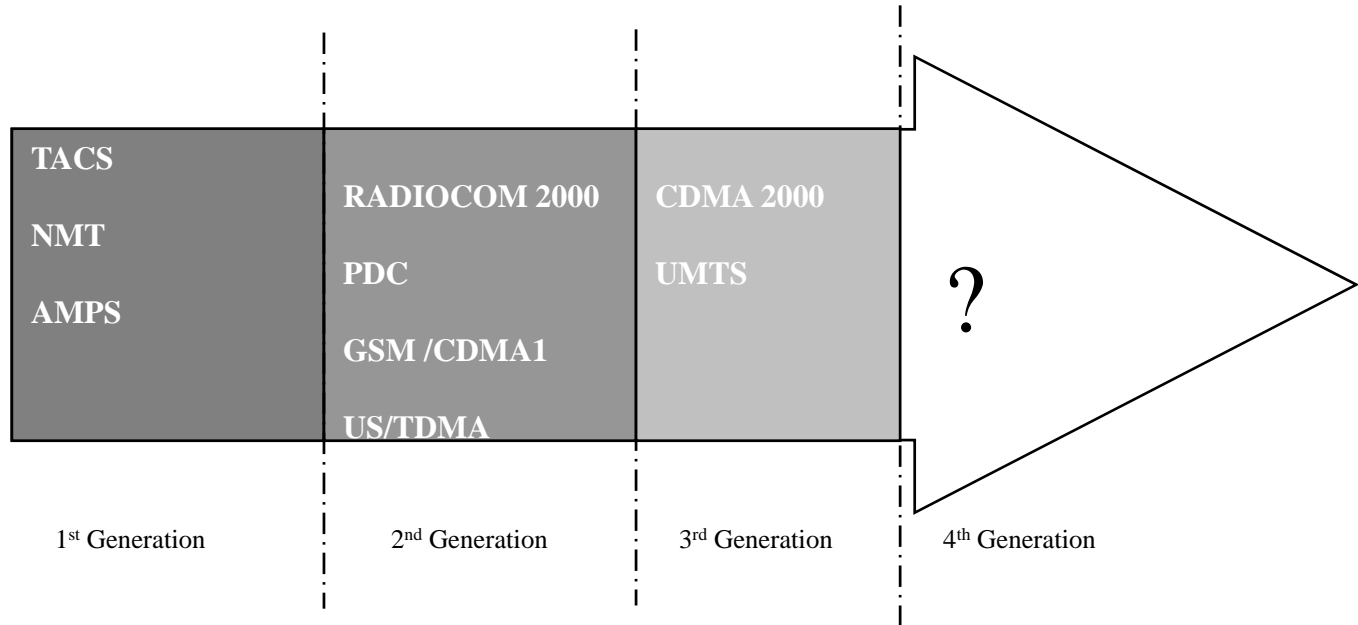 TACS
NMT
AMPS
RADIOCOM 2000
PDC
GSM /CDMA1
US/TDMA
CDMA 2000
UMTS
?
1st Generation
2nd Generation
3rd Generation
4th Generation